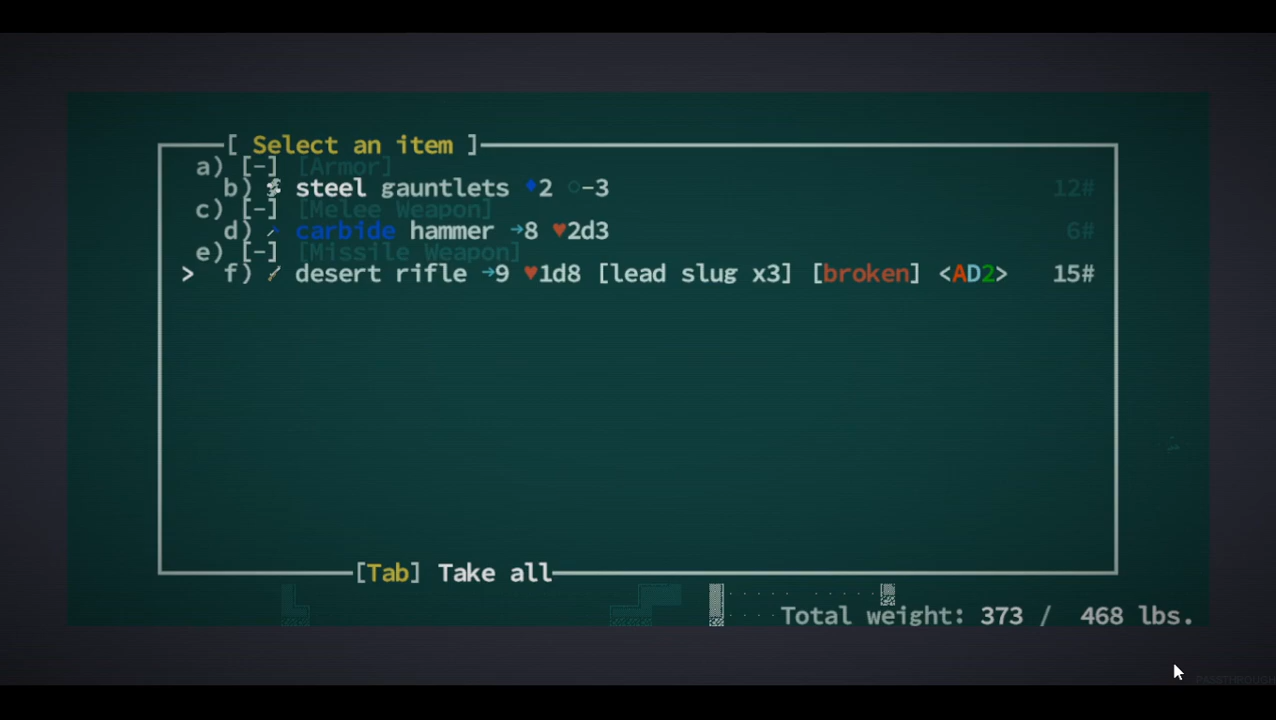 [ Select an item ]
a) [-] [Armor]
b) steel gauntlets ♦2 ○-3 12#
c) [-] [Melee Weapon]
d) carbide hammer →8 ♥2d3 6#
e) [-] [Missile Weapon]
> f) desert rifle →9 ♥1d8 [lead slug x3] [broken] <AD2> 15#
[Tab] Take all
Total weight: 373 / 468 lbs.
PASSTHROUGH